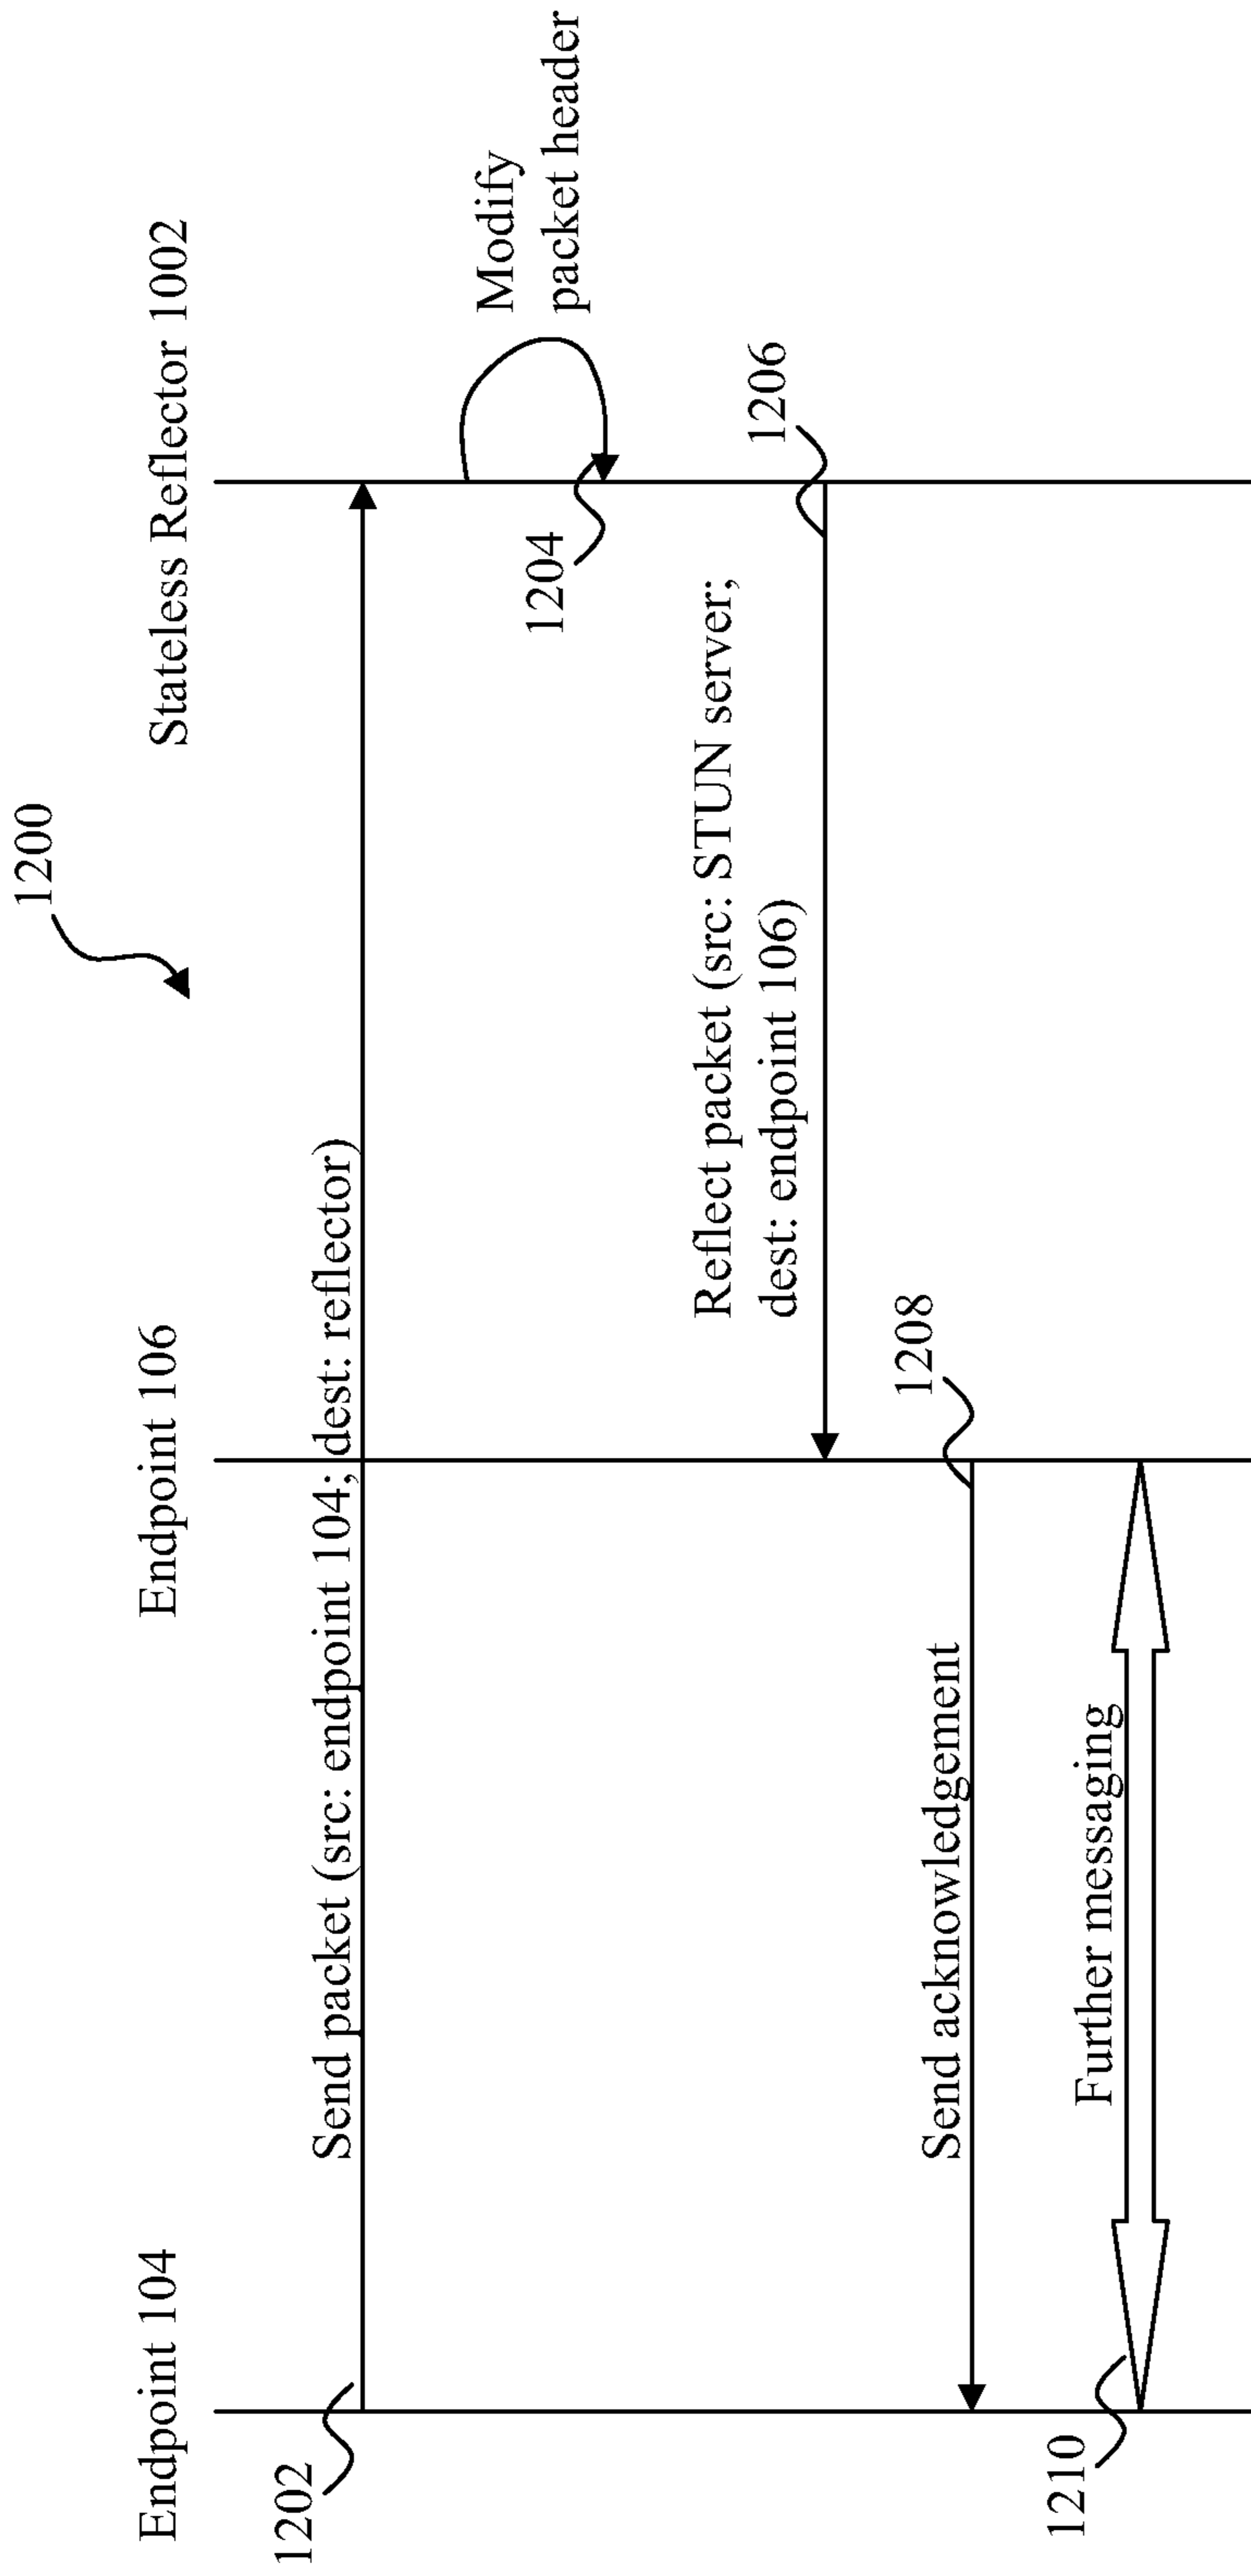 1200
Endpoint 104
Endpoint 106
Stateless Reflector 1002
1202
Send packet (src: endpoint 104; dest: reflector)
Modify
packet header
1204
Reflect packet (src: STUN server;
dest: endpoint 106)
1206
Send acknowledgement
1208
Further messaging
1210